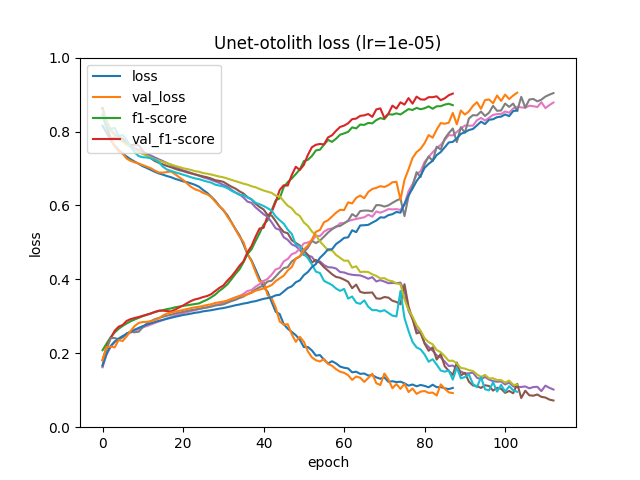 Unet-otolith loss (lr=1e-05)
loss
val_loss
f1-score
val_f1-score
1.0
0.8
0.6
0.4
0.2
0.0
loss
0 20 40 60 80 100
epoch